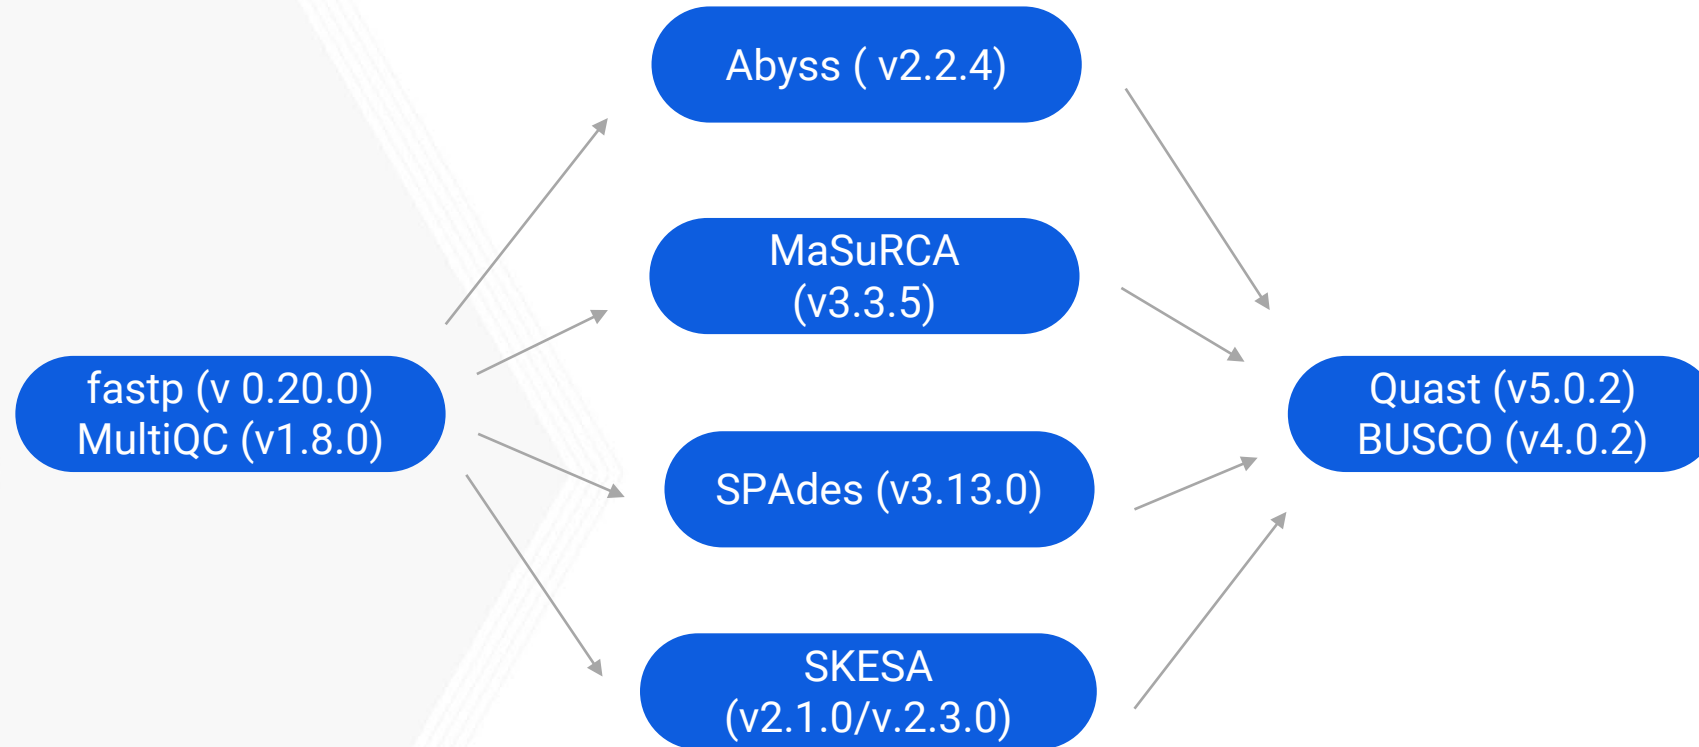 Abyss ( v2.2.4)
MaSuRCA
(v3.3.5)
fastp (v 0.20.0)
MultiQC (v1.8.0)
Quast (v5.0.2)
BUSCO (v4.0.2)
SPAdes (v3.13.0)
SKESA
(v2.1.0/v.2.3.0)